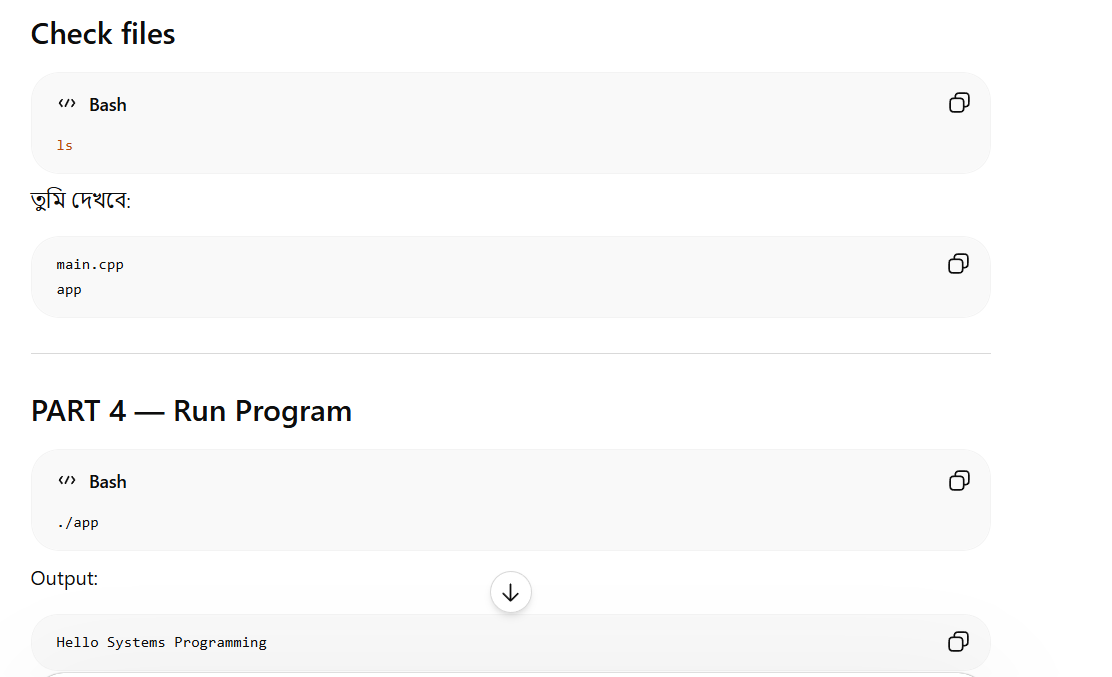 Check files
Bash
ls
তুমি দেখবে:
main.cpp
app
PART 4 — Run Program
Bash
./app
Output:
Hello Systems Programming